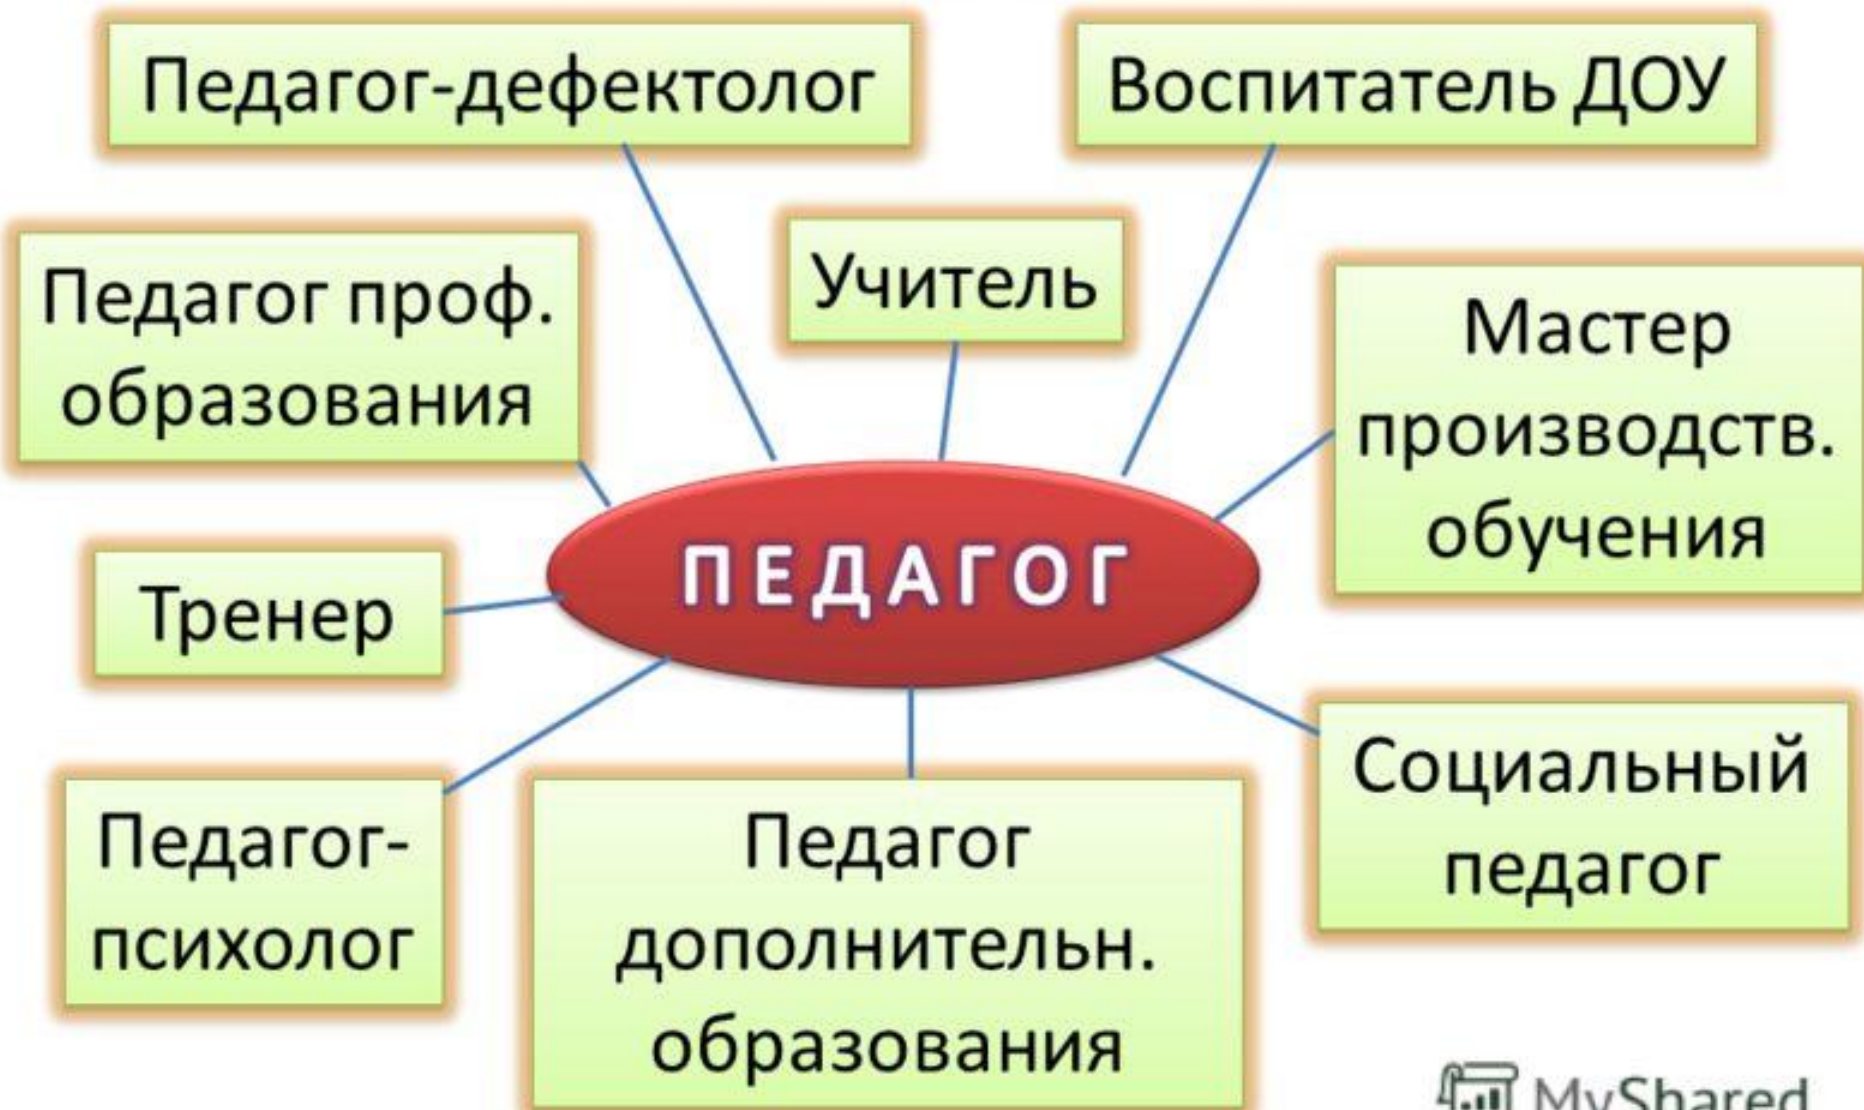 Педагог-дефектолог
Воспитатель ДОУ
Педагог проф.
образования
Учитель
Мастер
производств.
обучения
ПЕДАГОГ
Тренер
Социальный
педагог
Педагог-
психолог
Педагог
дополнительн.
образования
MyShared